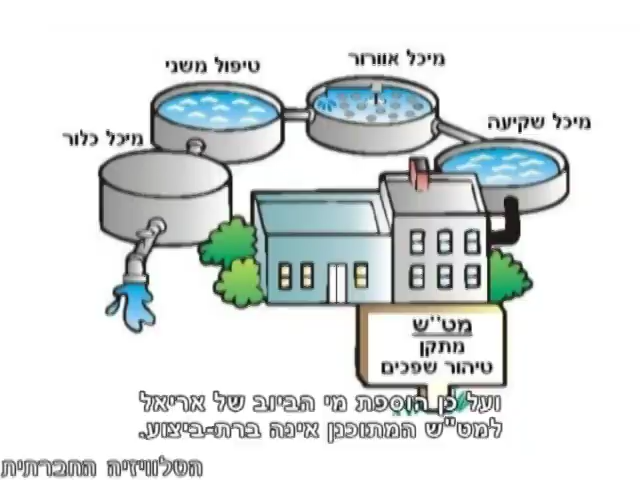 מיכל אוורור
טיפול משני
מיכל שקיעה
מיכל כלור
מט''ש
מתקן
טיהור שפכים
ועל כן הוספת מי הביוב של אריאל
למט"ש המתוכנן אינה ברת-ביצוע.
הטלוויזיה החברתית